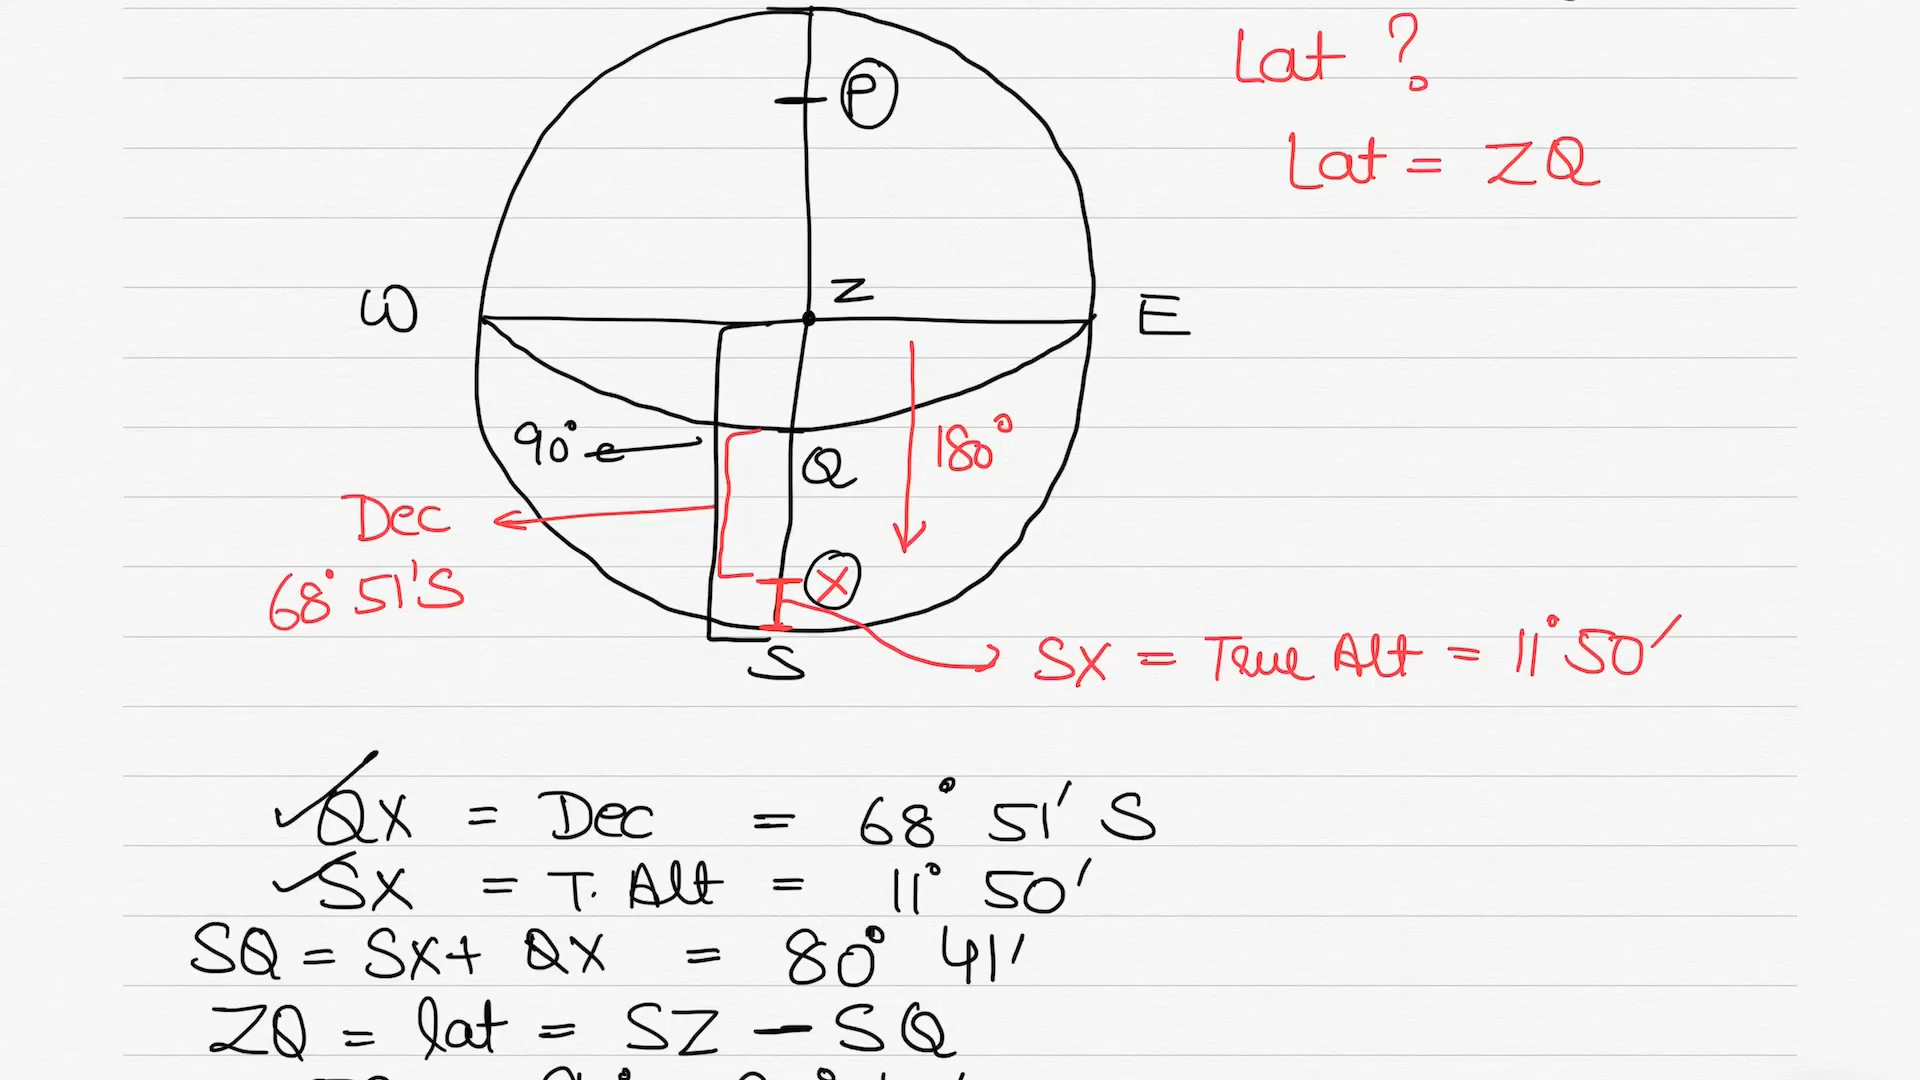 Lat ?
P
Lat = ZQ
Z
W
E
90°
Q
180°
Dec
68° 51' S
X
S
SX = True Alt = 11° 50'
QX = Dec = 68° 51' S
SX = T. Alt = 11° 50'
SQ = SX + QX = 80° 41'
ZQ = lat = SZ - SQ